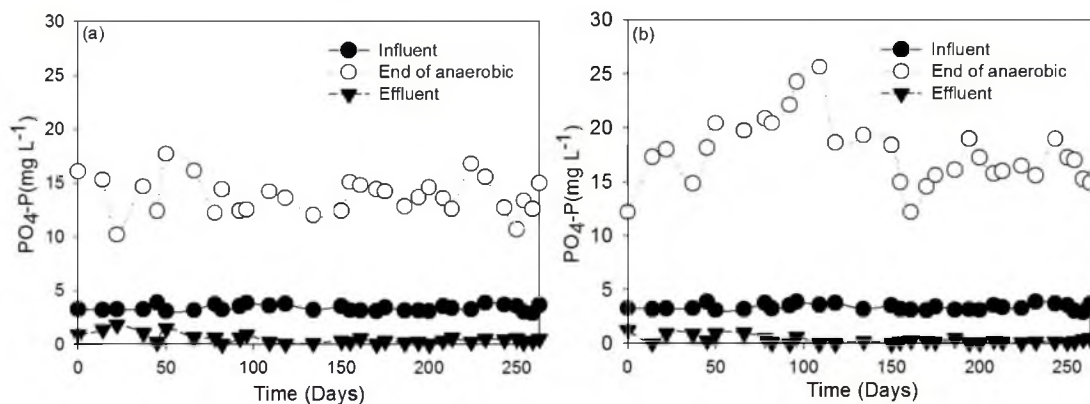 (a)
Influent
End of anaerobic
Effluent
PO4-P(mg L-1)
30
25
20
15
10
5
0
0 50 100 150 200 250
Time (Days)
(b)
Influent
End of anaerobic
Effluent
PO4-P(mg L-1)
30
25
20
15
10
5
0
0 50 100 150 200 250
Time (Days)